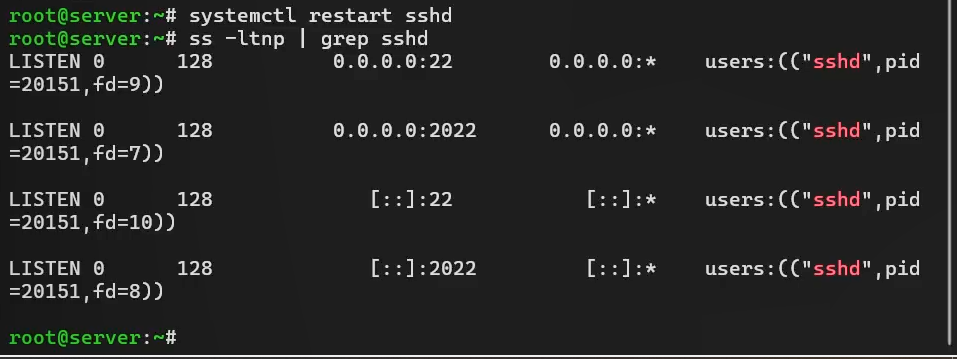 root@server:~# systemctl restart sshd
root@server:~# ss -ltnp | grep sshd
LISTEN 0      128          0.0.0.0:22        0.0.0.0:*    users:(("sshd",pid
=20151,fd=9))
LISTEN 0      128          0.0.0.0:2022      0.0.0.0:*    users:(("sshd",pid
=20151,fd=7))
LISTEN 0      128             [::]:22           [::]:*    users:(("sshd",pid
=20151,fd=10))
LISTEN 0      128             [::]:2022         [::]:*    users:(("sshd",pid
=20151,fd=8))
root@server:~#